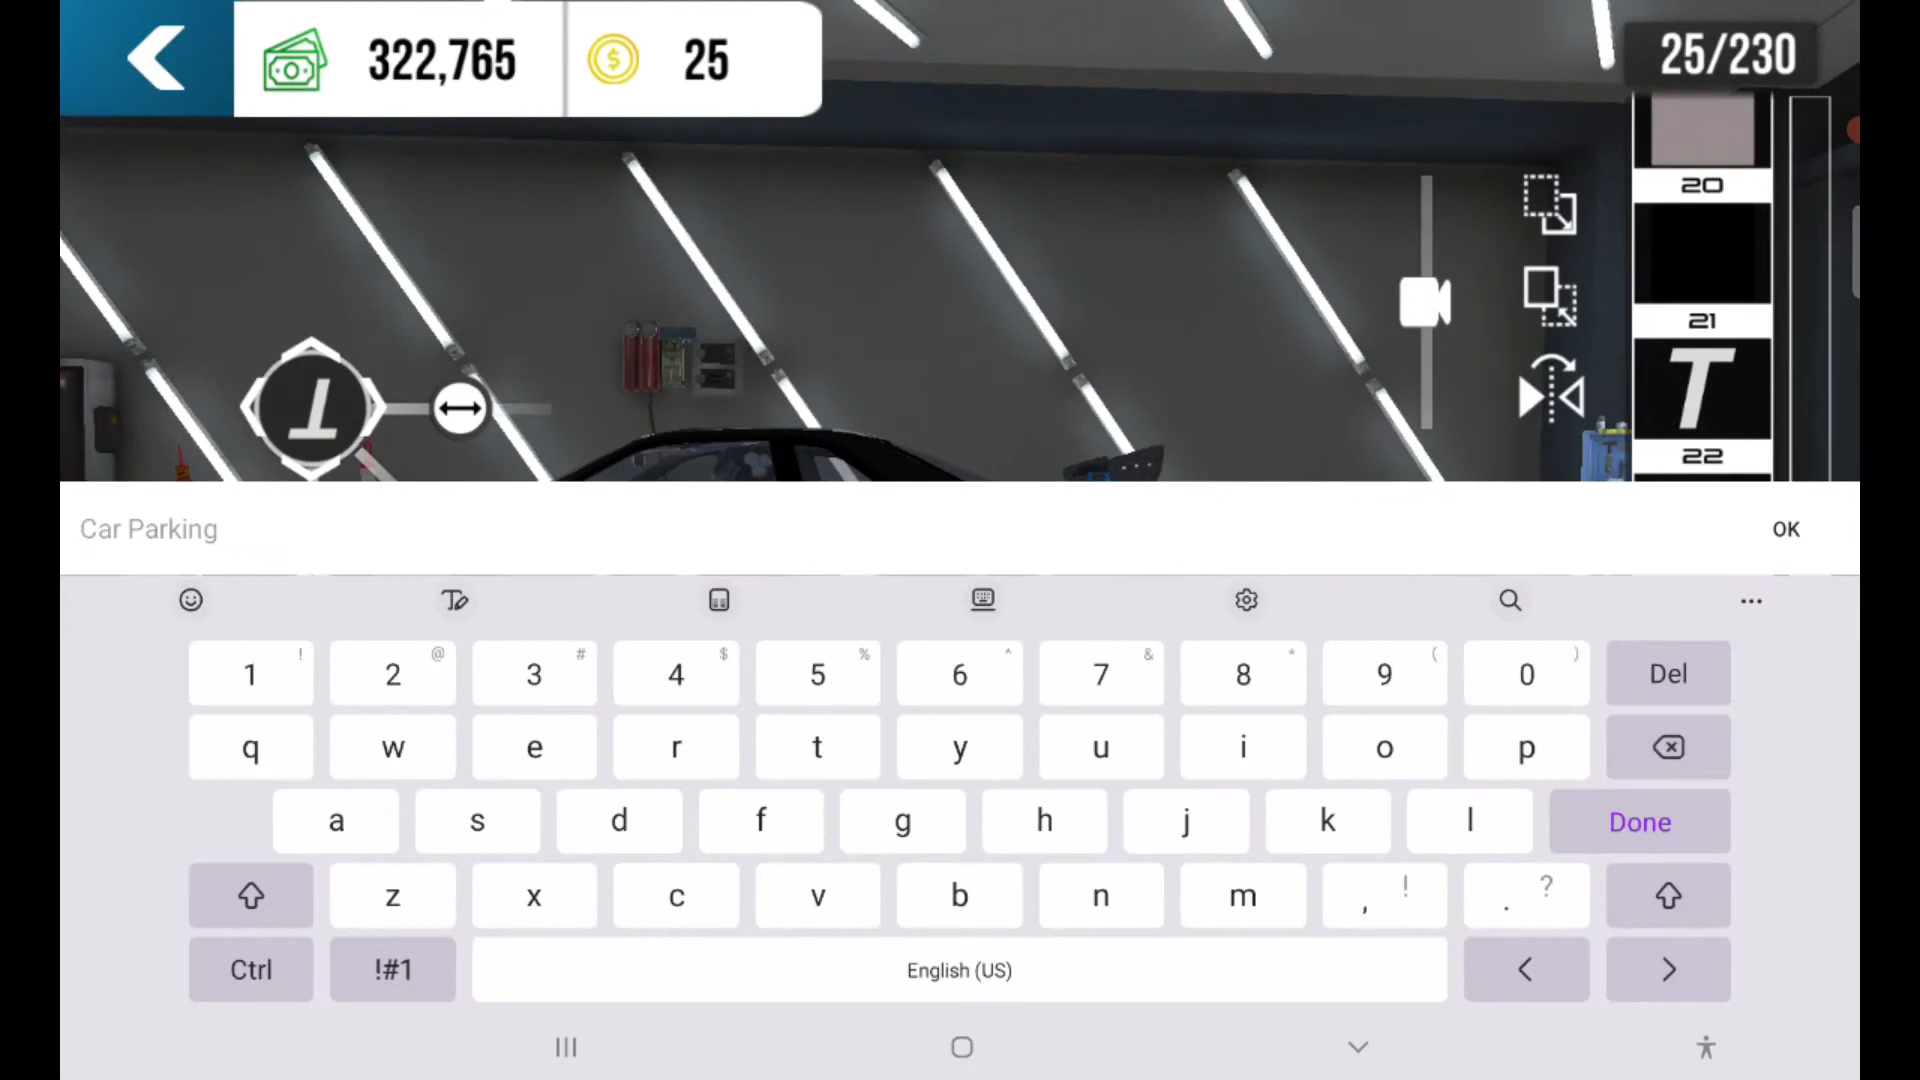 322,765
25
25/230
20
21
T
22
T
Car Parking
OK
1 ! 2 @ 3 # 4 $ 5 % 6 ^ 7 & 8 * 9 ( 0 ) Del
q w e r t y u i o p
a s d f g h j k l Done
z x c v b n m , ! . ?
Ctrl !#1 English (US) < >